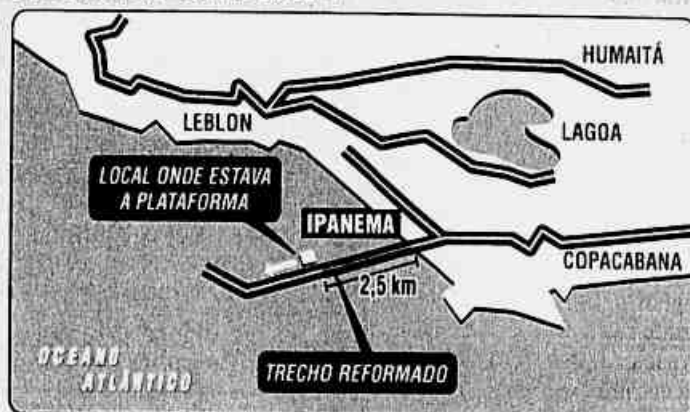 HUMAITÁ
LEBLON
LAGOA
LOCAL ONDE ESTAVA
A PLATAFORMA
IPANEMA
COPACABANA
2,5 km
OCEANO
ATLÂNTICO
TRECHO REFORMADO